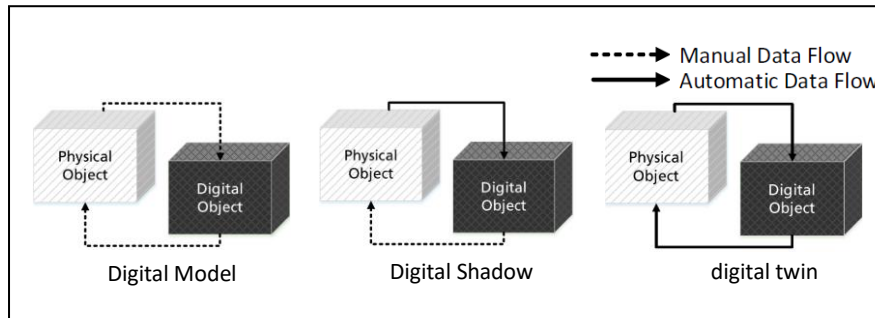 Manual Data Flow
Automatic Data Flow
Physical
Object
Digital
Object
Digital Model
Physical
Object
Digital
Object
Digital Shadow
Physical
Object
Digital
Object
digital twin